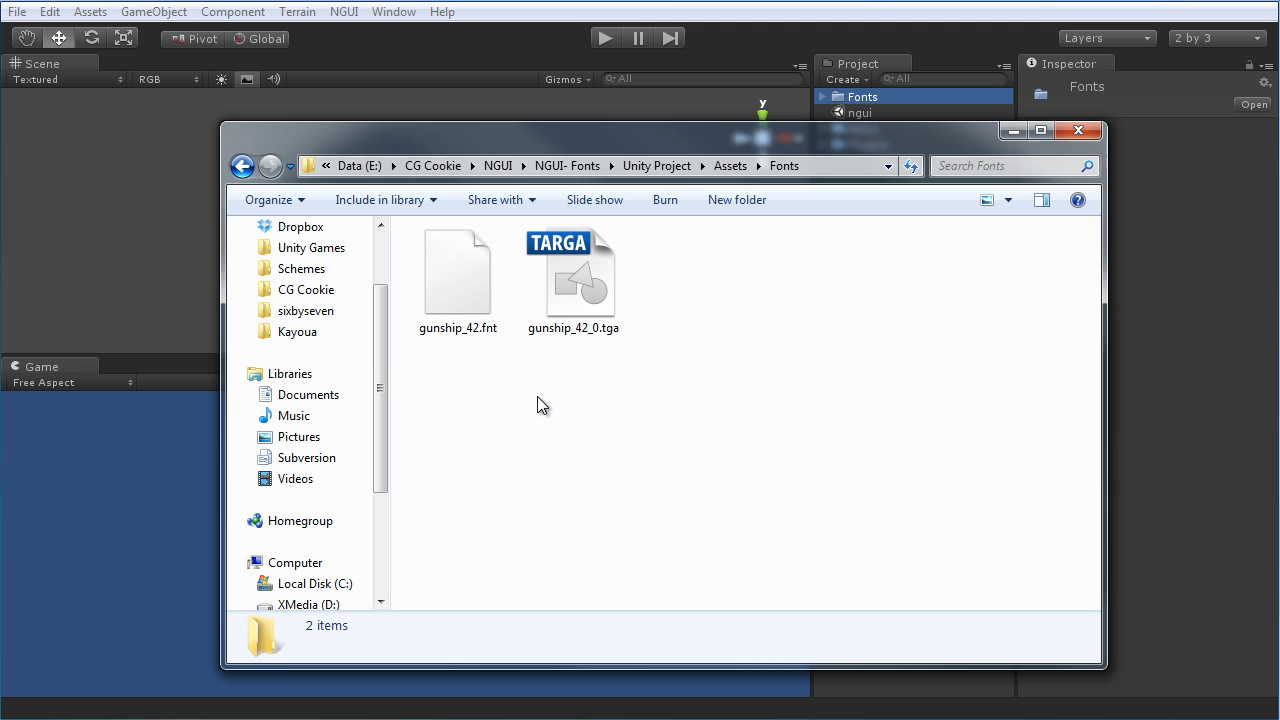 File Edit Assets GameObject Component Terrain NGUI Window Help
Pivot Global Layers 2 by 3
Scene Project Inspector
Textured RGB Gizmos All Create All
Fonts Fonts
Open
ngui
« Data (E:) CG Cookie NGUI NGUI- Fonts Unity Project Assets Fonts Search Fonts
Organize Include in library Share with Slide show Burn New folder
Dropbox
Unity Games
Schemes
CG Cookie
sixbyseven
Kayoua
Libraries
Documents
Music
Pictures
Subversion
Videos
Homegroup
Computer
Local Disk (C:)
XMedia (D:)
TARGA
gunship_42.fnt gunship_42_0.tga
2 items
y
Game
Free Aspect